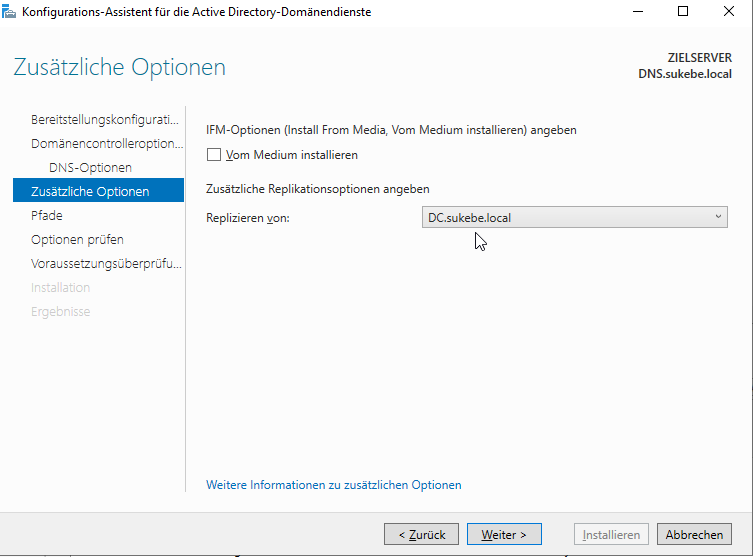 Konfigurations-Assistent für die Active Directory-Domänendienste
Zusätzliche Optionen
ZIELSERVER
DNS.sukebe.local
Bereitstellungskonfigurati...
Domänencontrolleroption...
DNS-Optionen
Zusätzliche Optionen
Pfade
Optionen prüfen
Voraussetzungsüberprüfu...
Installation
Ergebnisse
IFM-Optionen (Install From Media, Vom Medium installieren) angeben
Vom Medium installieren
Zusätzliche Replikationsoptionen angeben
Replizieren von: DC.sukebe.local
Weitere Informationen zu zusätzlichen Optionen
< Zurück Weiter > Installieren Abbrechen